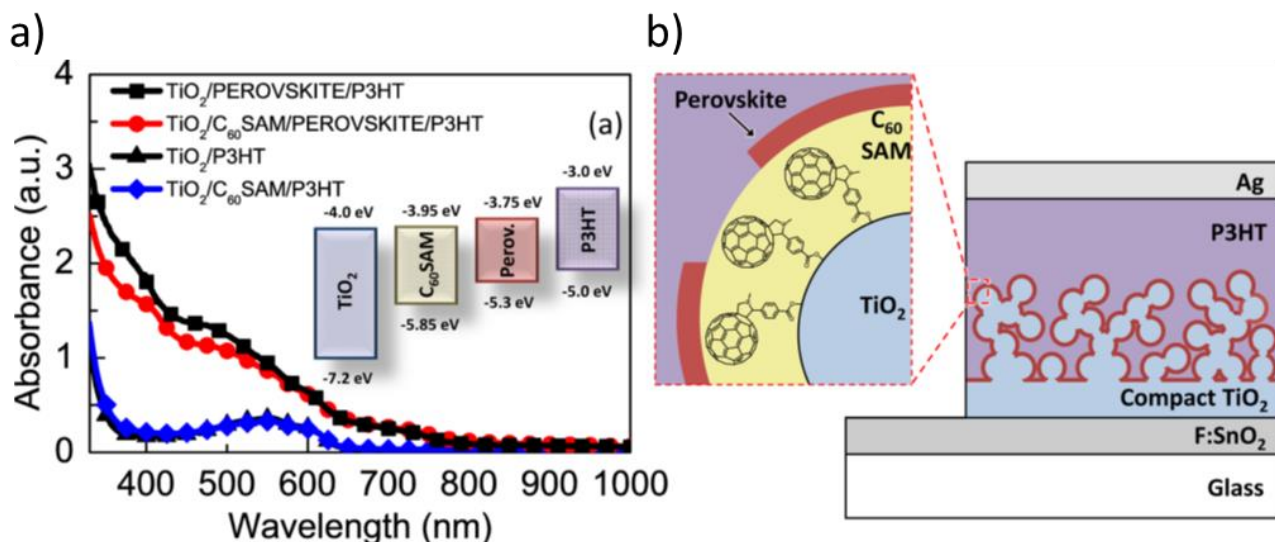 a)
Absorbance (a.u.)
4
3
2
1
0
TiO2/PEROVSKITE/P3HT
TiO2/C60SAM/PEROVSKITE/P3HT
TiO2/P3HT
TiO2/C60SAM/P3HT
(a)
-4.0 eV
TiO2
-7.2 eV
-3.95 eV
C60SAM
-5.85 eV
-3.75 eV
Perov.
-5.3 eV
-3.0 eV
P3HT
-5.0 eV
400 500 600 700 800 900 1000
Wavelength (nm)
b)
Perovskite
C60
SAM
TiO2
Ag
P3HT
Compact TiO2
F:SnO2
Glass